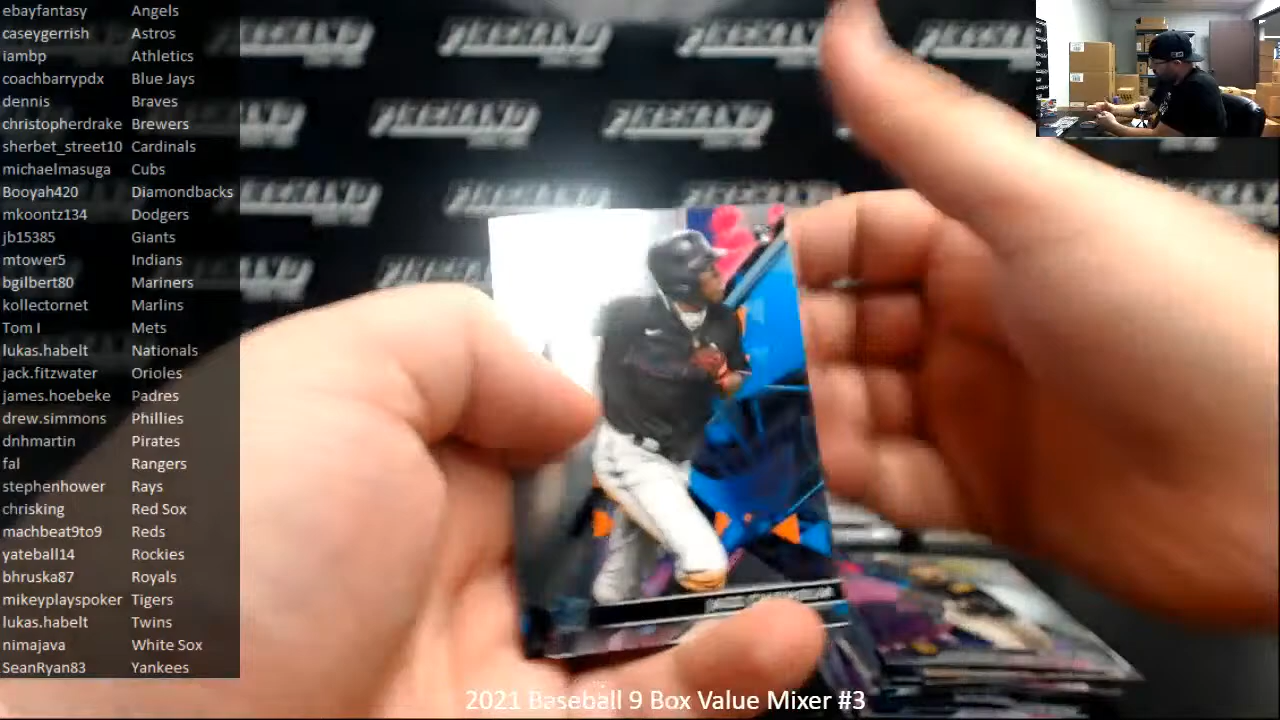 ebayfantasy Angels
caseygerrish Astros
iambp Athletics
coachbarrypdx Blue Jays
dennis Braves
christopherdrake Brewers
sherbet_street10 Cardinals
michaelmasuga Cubs
Booyah420 Diamondbacks
mkoontz134 Dodgers
jb15385 Giants
mtower5 Indians
bgilbert80 Mariners
kollectornet Marlins
Tom I Mets
lukas.habelt Nationals
jack.fitzwater Orioles
james.hoebeke Padres
drew.simmons Phillies
dnhmartin Pirates
fal Rangers
stephenhower Rays
chrisking Red Sox
machbeat9to9 Reds
yateball14 Rockies
bhruska87 Royals
mikeyplayspoker Tigers
lukas.habelt Twins
nimajava White Sox
SeanRyan83 Yankees
2021 Baseball 9 Box Value Mixer #3